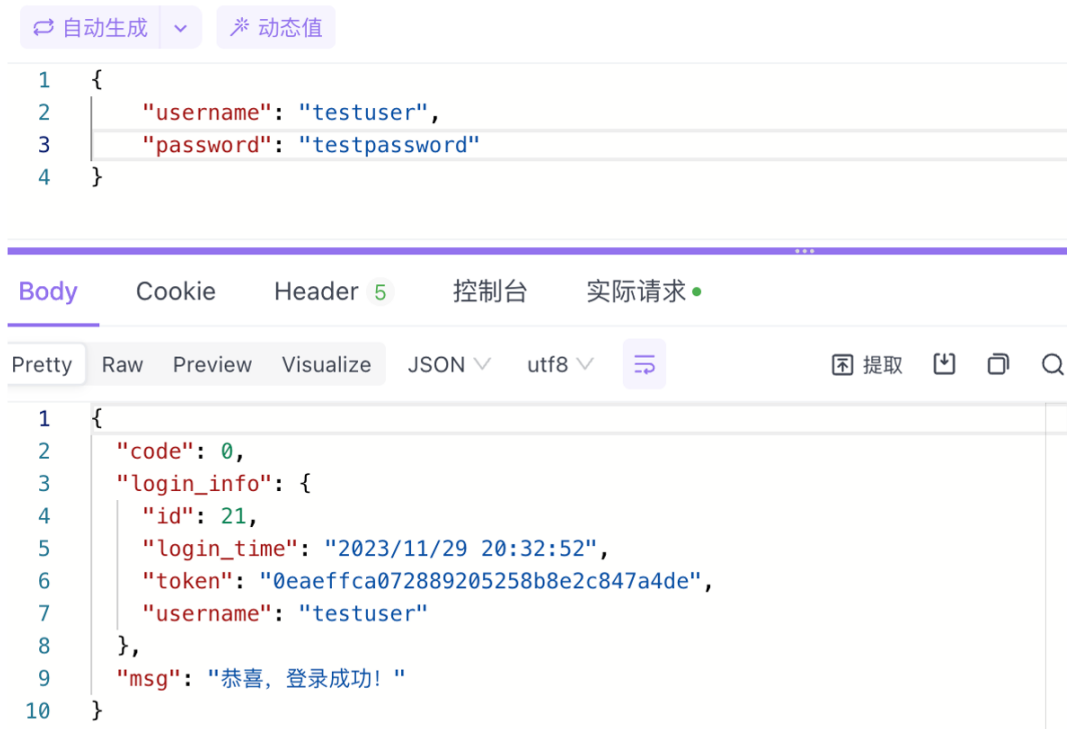 自动生成 动态值
1 {
2 "username": "testuser",
3 "password": "testpassword"
4 }
Body Cookie Header 5 控制台 实际请求
Pretty Raw Preview Visualize JSON utf8 提取
1 {
2 "code": 0,
3 "login_info": {
4 "id": 21,
5 "login_time": "2023/11/29 20:32:52",
6 "token": "0eaeffca072889205258b8e2c847a4de",
7 "username": "testuser"
8 },
9 "msg": "恭喜，登录成功！"
10 }